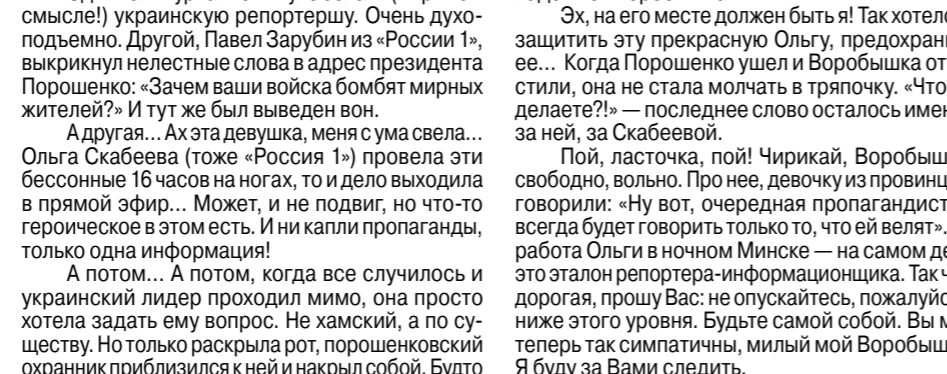 смысле!) украинскую репортершу. Очень духо-
подъемно. Другой, Павел Зарубин из «России 1»,
выкрикнул нелестные слова в адрес президента
Порошенко: «Зачем ваши войска бомбят мирных
жителей?» И тут же был выведен вон.
А другая... Ах эта девушка, меня с ума свела...
Ольга Скабеева (тоже «Россия 1») провела эти
бессонные 16 часов на ногах, то и дело выходила
в прямой эфир... Может, и не подвиг, но что-то
героическое в этом есть. И ни капли пропаганды,
только одна информация!
А потом... А потом, когда все случилось и
украинский лидер проходил мимо, она просто
хотела задать ему вопрос. Не хамский, а по су-
ществу. Но только раскрыла рот, порошенковский
охранник приблизился к ней и накрыл собой. Будто
Эх, на его месте должен быть я! Так хотело
защитить эту прекрасную Ольгу, предохрани
ее... Когда Порошенко ушел и Воробышка от
стили, она не стала молчать в тряпочку. «Что
делаете?!» — последнее слово осталось имен
за ней, за Скабеевой.
Пой, ласточка, пой! Чирикай, Воробыш
свободно, вольно. Про нее, девочку из провинц
говорили: «Ну вот, очередная пропагандист
всегда будет говорить только то, что ей велят».
работа Ольги в ночном Минске — на самом де
это эталон репортера-информационщика. Так ч
дорогая, прошу Вас: не опускайтесь, пожалуйс
ниже этого уровня. Будьте самой собой. Вы м
теперь так симпатичны, милый мой Воробыш
Я буду за Вами следить.